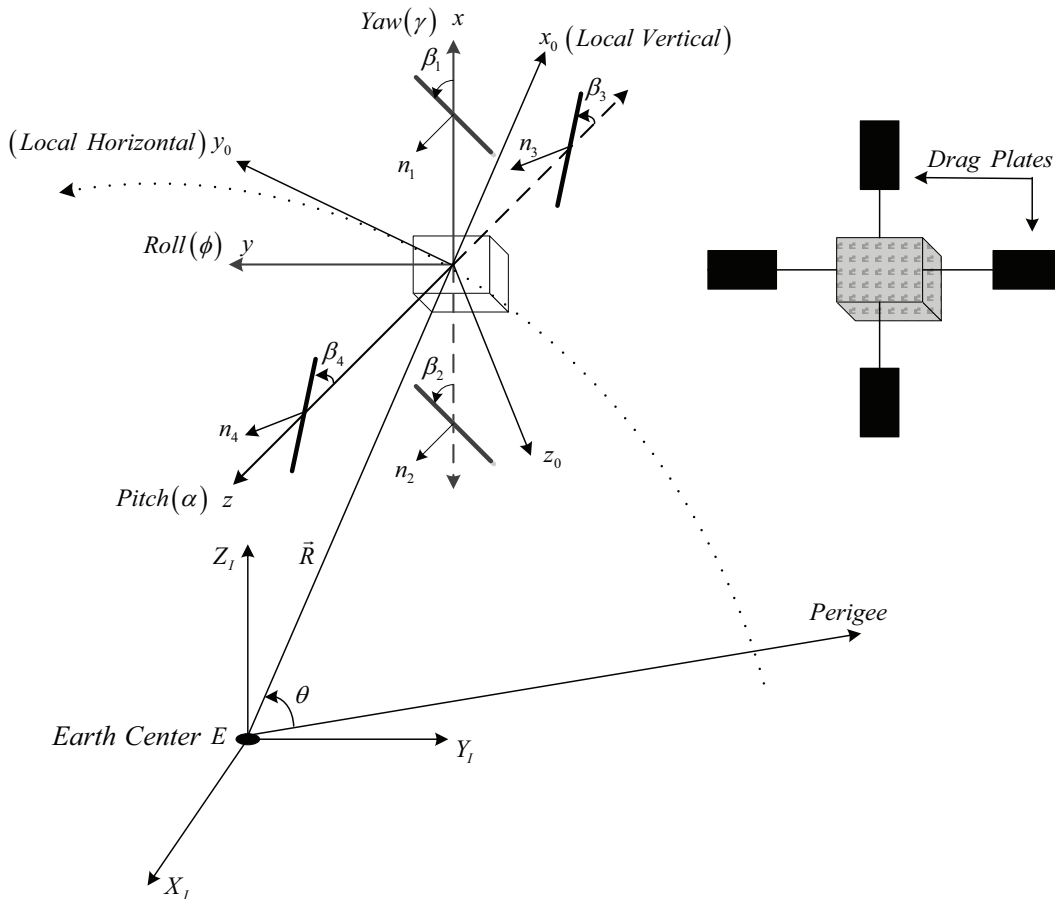 Yaw(γ) x
x₀ (Local Vertical)
β₁
β₃
n₁
n₃
(Local Horizontal) y₀
Drag Plates
Roll(ϕ) y
β₄
β₂
n₄
n₂
z₀
Pitch(α) z
Z_I
R⃗
Perigee
θ
Earth Center E
Y_I
X_I